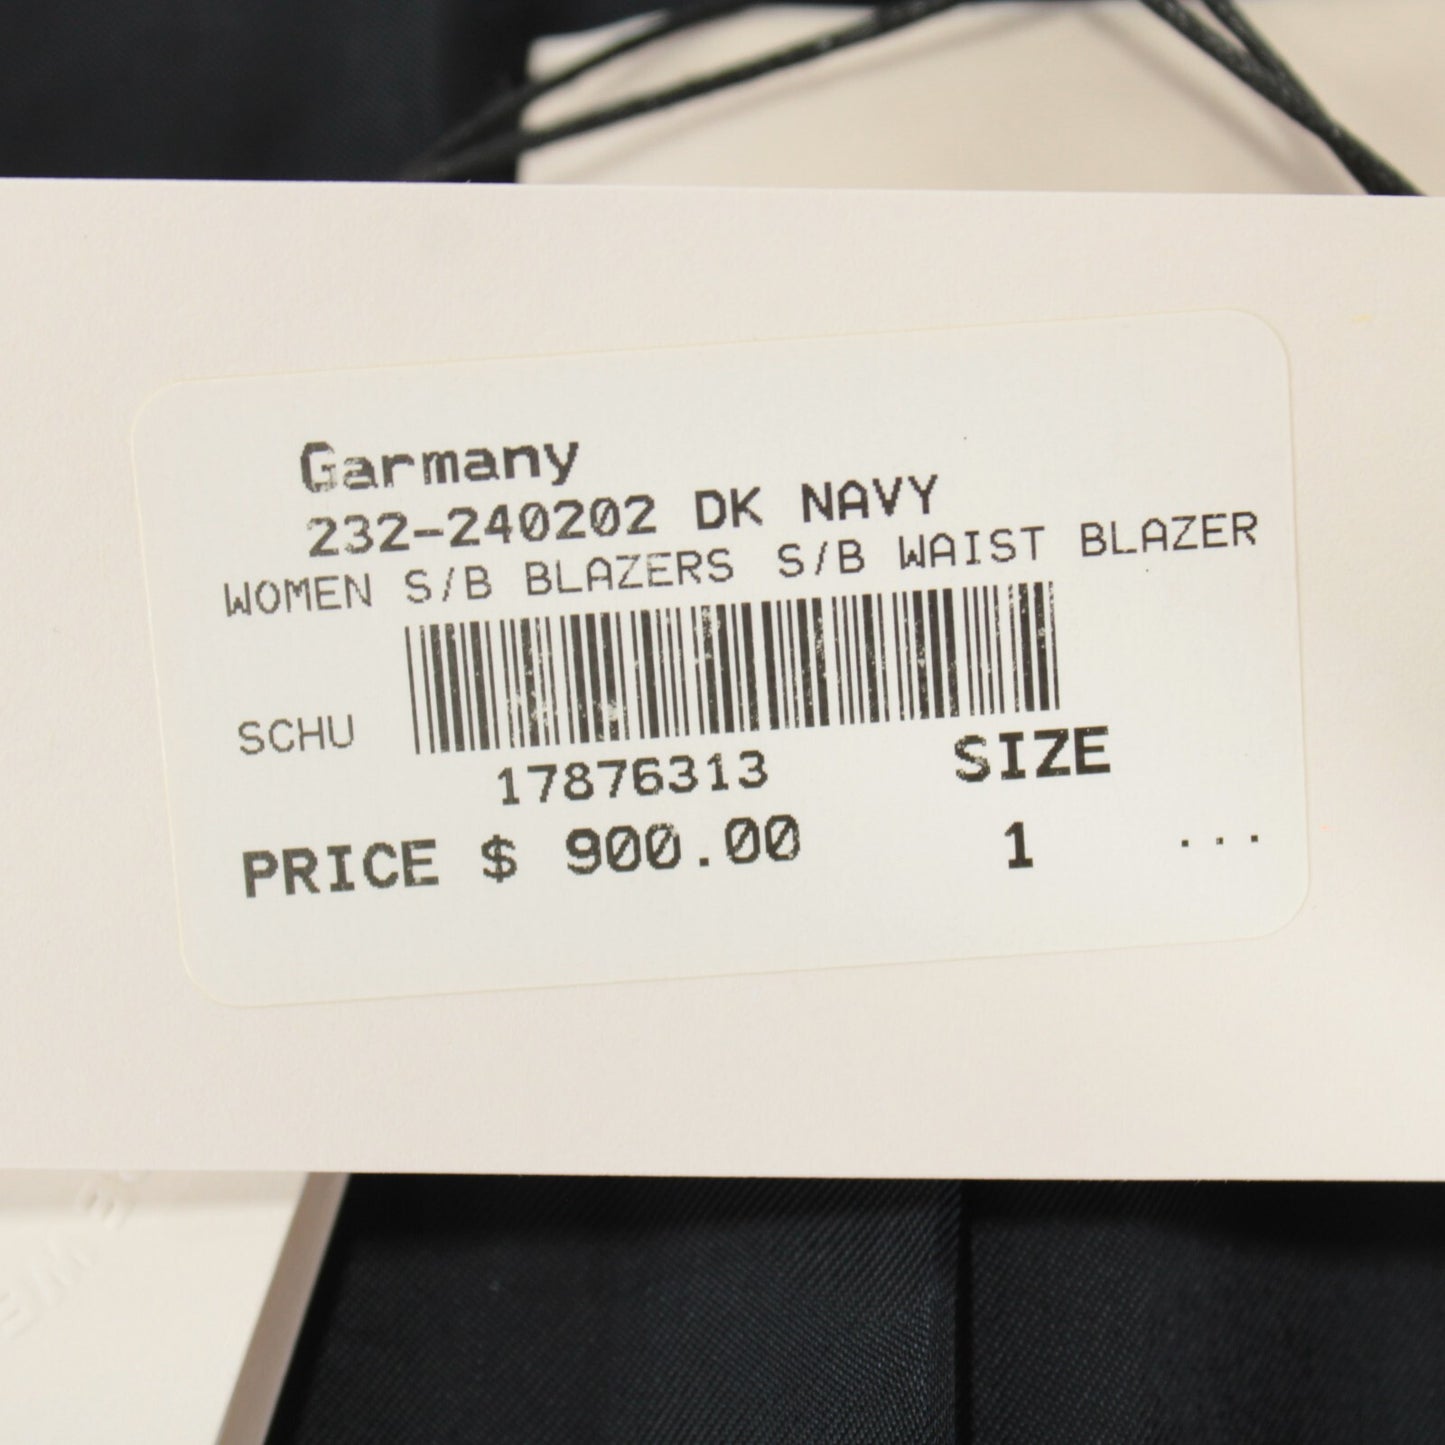 Garmany
232-240202 DK NAVY
WOMEN S/B BLAZERS S/B WAIST BLAZER
SCHU
17876313
SIZE
PRICE $ 900.00 1 ...